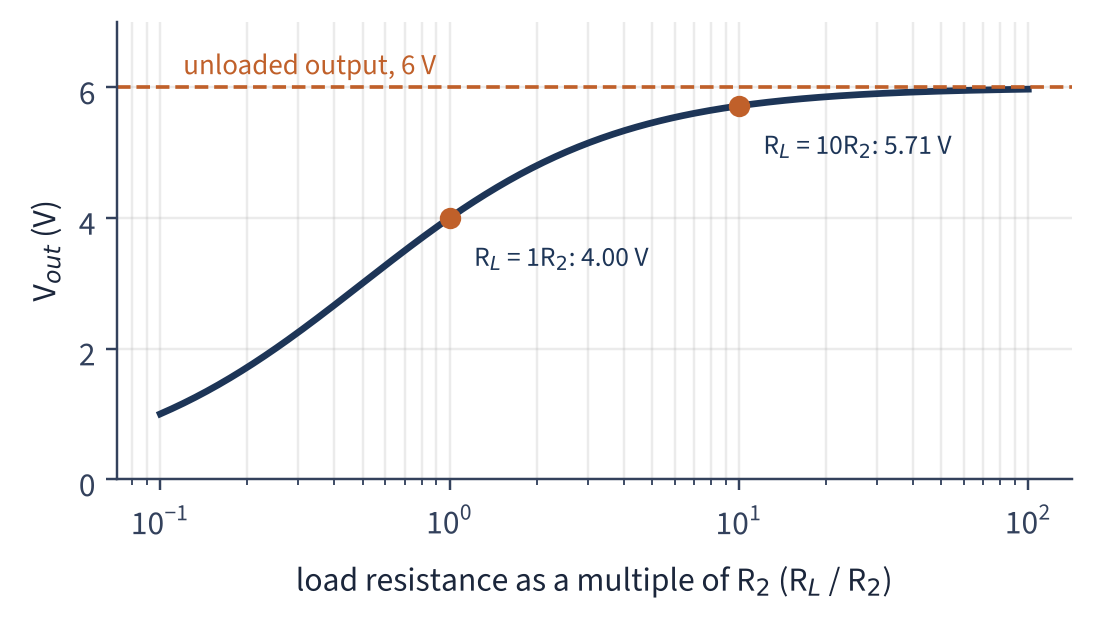 unloaded output, 6 V
6
R_L = 10R₂: 5.71 V
V_out (V)
4
R_L = 1R₂: 4.00 V
2
0
10⁻¹ 10⁰ 10¹ 10²
load resistance as a multiple of R₂ (R_L / R₂)